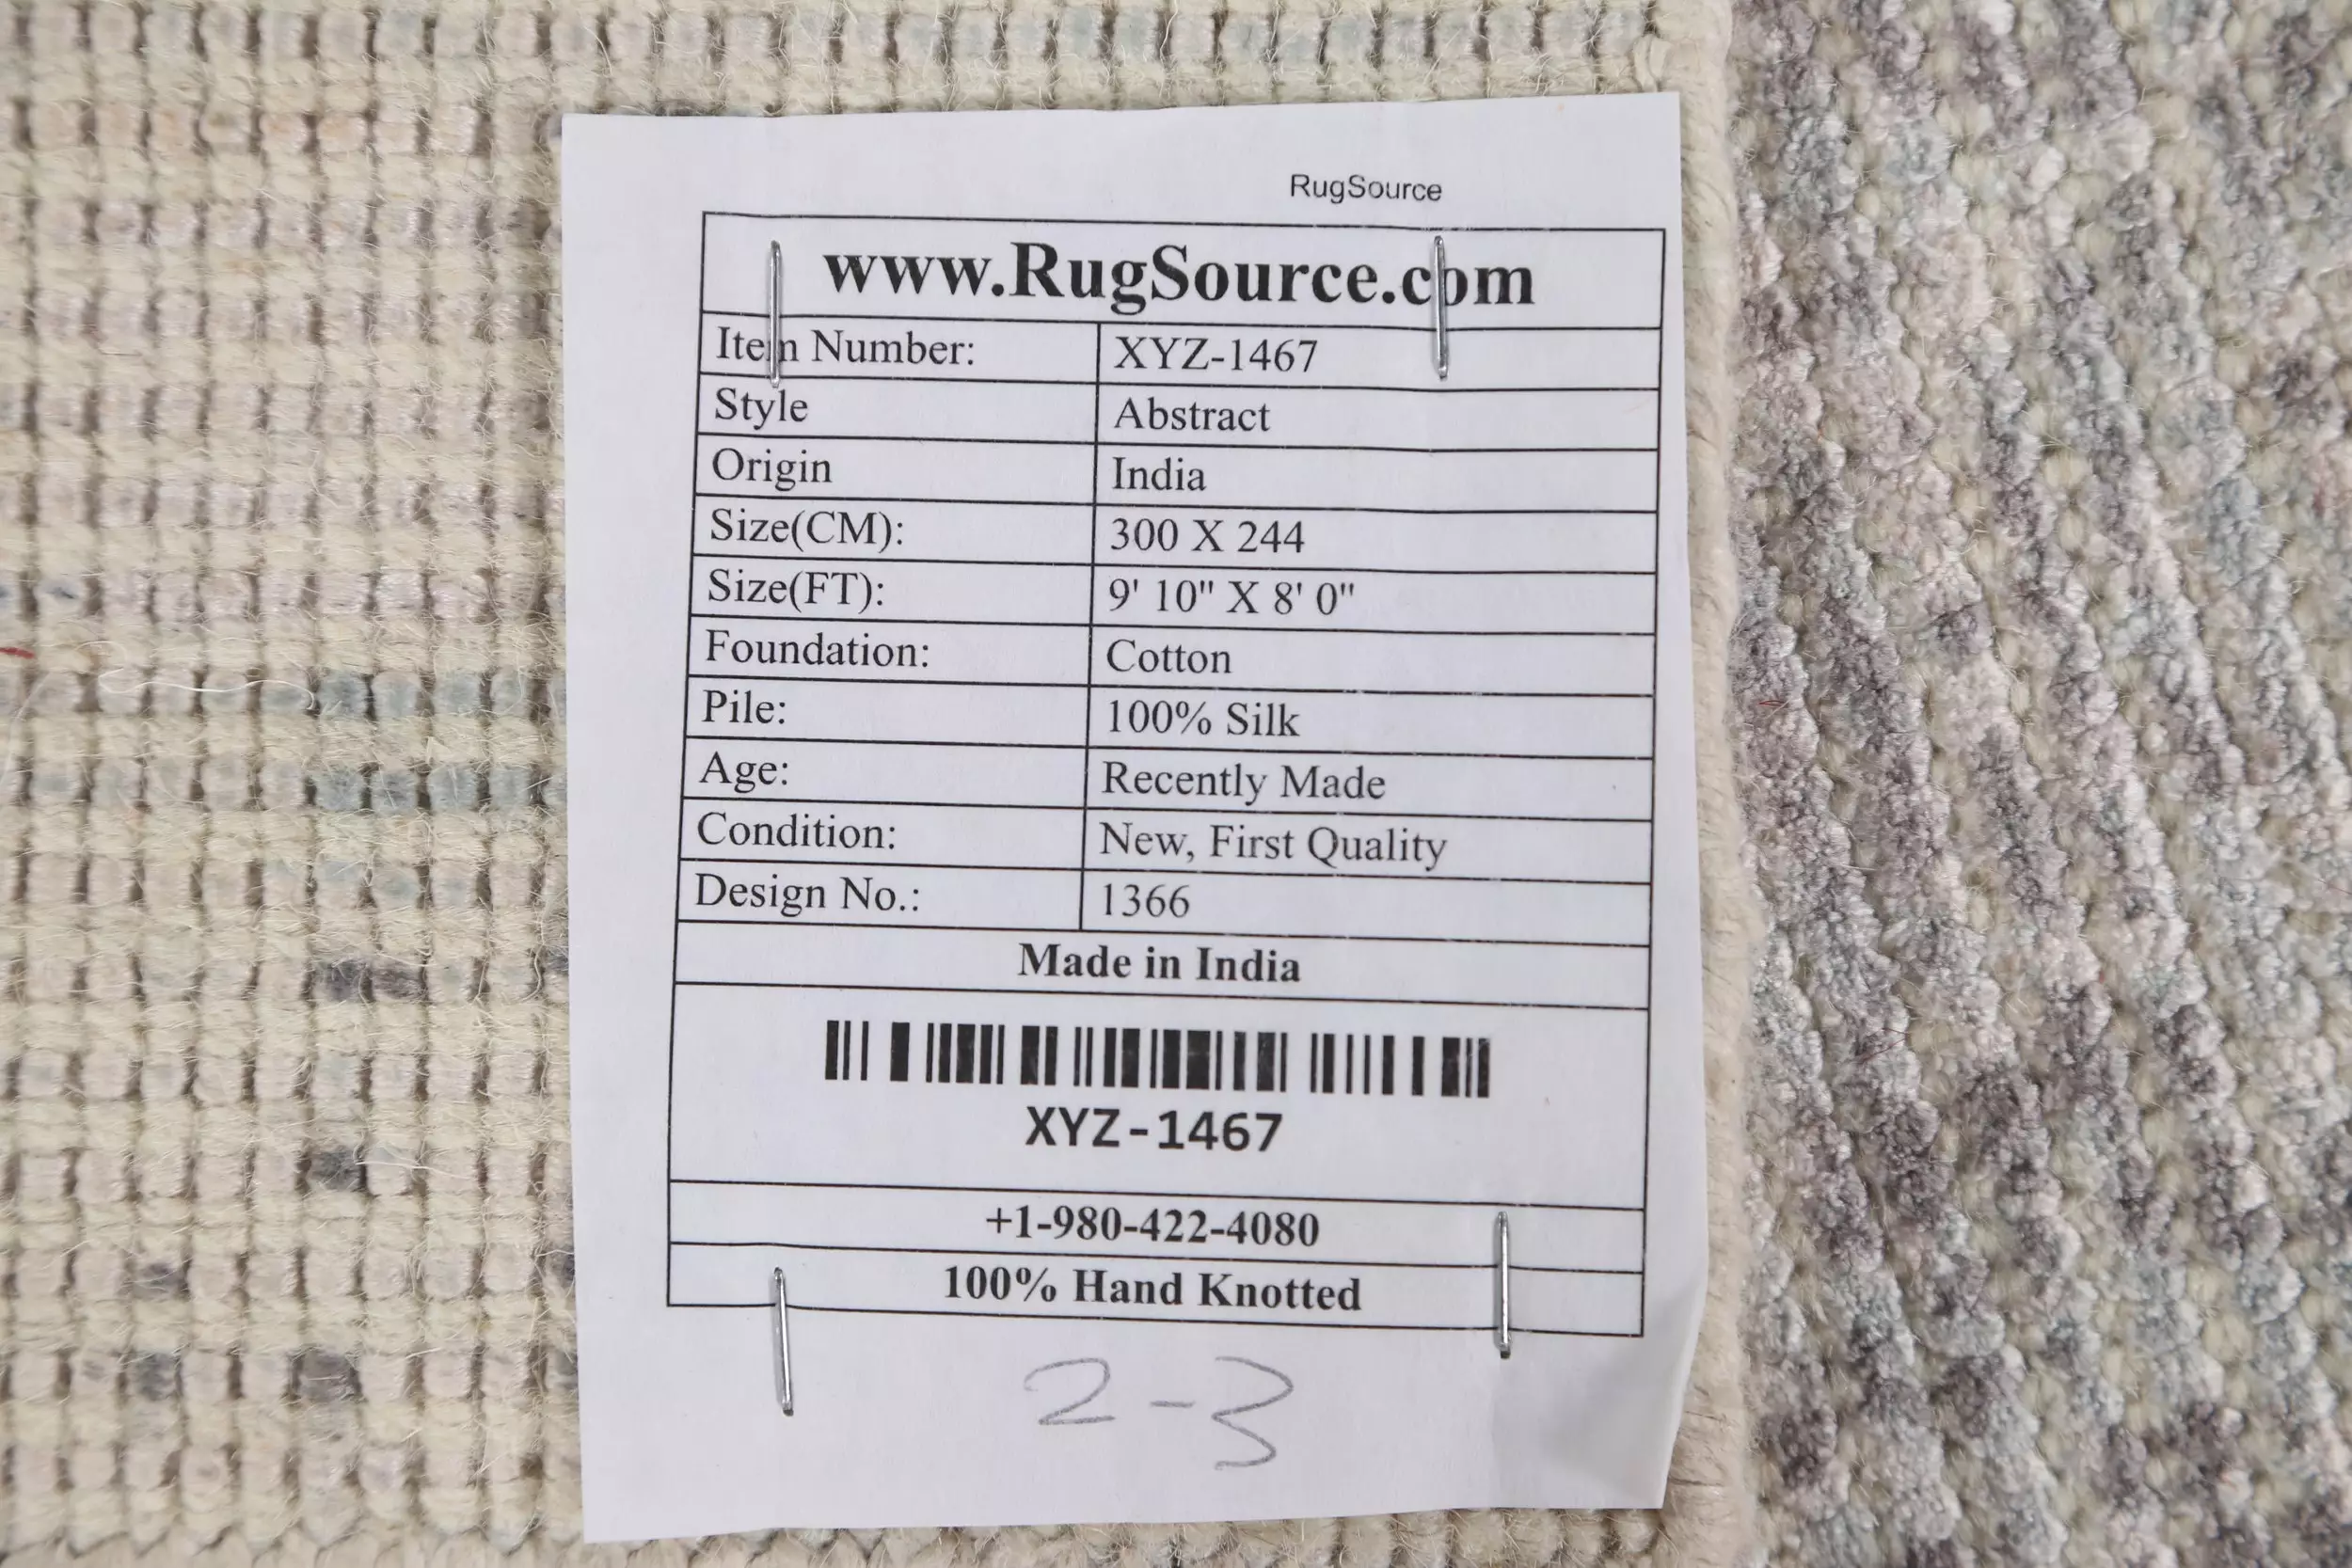 RugSource
www.RugSource.com
Item Number: XYZ-1467
Style Abstract
Origin India
Size(CM): 300 X 244
Size(FT): 9' 10" X 8' 0"
Foundation: Cotton
Pile: 100% Silk
Age: Recently Made
Condition: New, First Quality
Design No.: 1366
Made in India
XYZ-1467
+1-980-422-4080
100% Hand Knotted
2-3